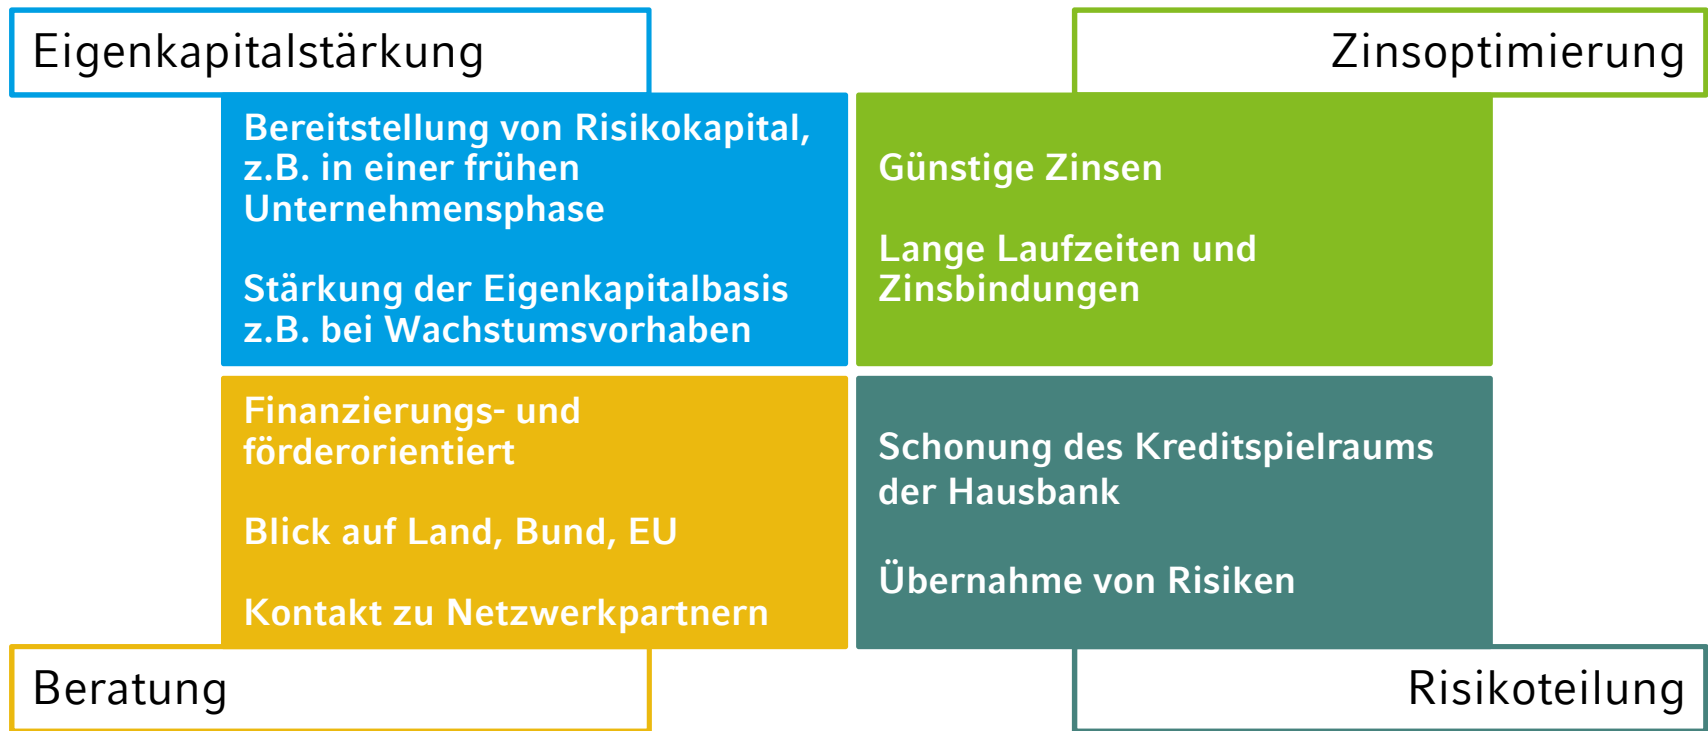 Eigenkapitalstärkung
Bereitstellung von Risikokapital,
z.B. in einer frühen
Unternehmensphase
Stärkung der Eigenkapitalbasis
z.B. bei Wachstumsvorhaben
Zinsoptimierung
Günstige Zinsen
Lange Laufzeiten und
Zinsbindungen
Finanzierungs- und
förderorientiert
Blick auf Land, Bund, EU
Kontakt zu Netzwerkpartnern
Beratung
Schonung des Kreditspielraums
der Hausbank
Übernahme von Risiken
Risikoteilung